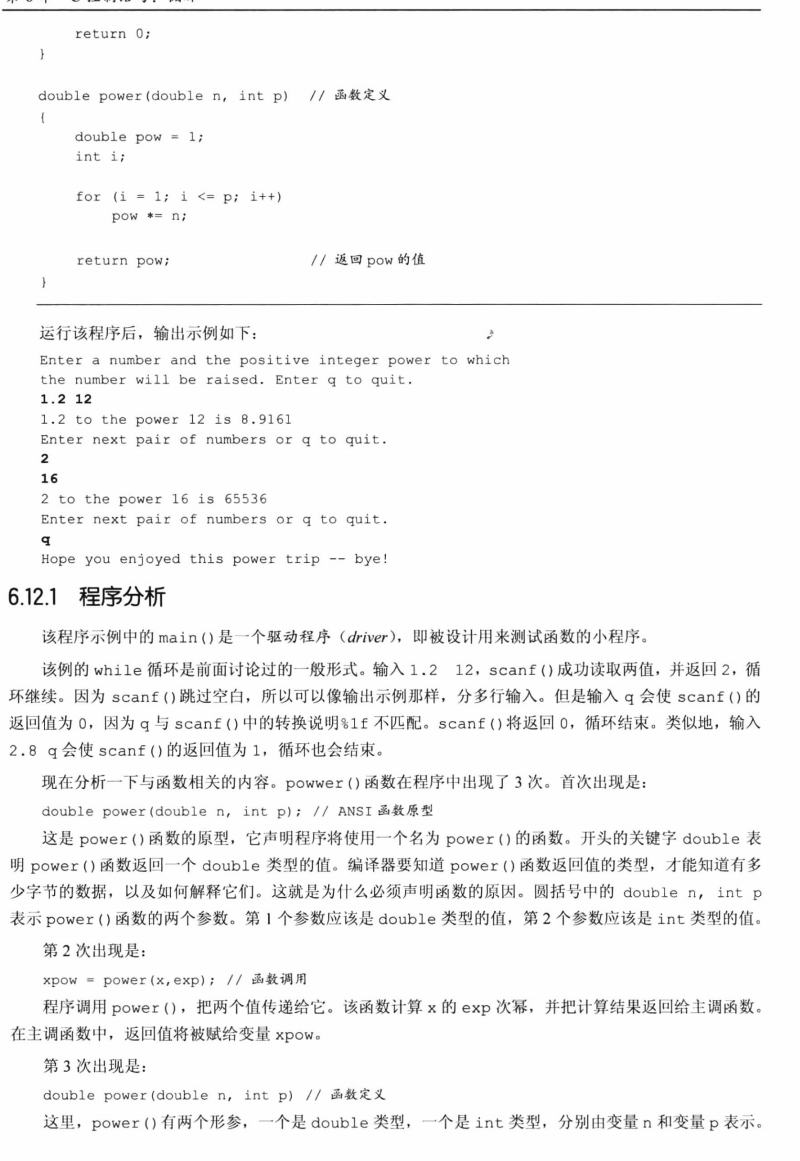 return 0;
}
double power(double n, int p) // 函数定义
{
double pow = 1;
int i;
for (i = 1; i <= p; i++)
pow *= n;
return pow; // 返回 pow 的值
}
运行该程序后，输出示例如下：
Enter a number and the positive integer power to which
the number will be raised. Enter q to quit.
1.2 12
1.2 to the power 12 is 8.9161
Enter next pair of numbers or q to quit.
2
16
2 to the power 16 is 65536
Enter next pair of numbers or q to quit.
q
Hope you enjoyed this power trip -- bye!
6.12.1 程序分析
该程序示例中的 main()是一个驱动程序（driver），即被设计用来测试函数的小程序。
该例的 while 循环是前面讨论过的一般形式。输入 1.2 12，scanf()成功读取两值，并返回 2，循
环继续。因为 scanf()跳过空白，所以可以像输出示例那样，分多行输入。但是输入 q 会使 scanf()的
返回值为 0，因为 q 与 scanf()中的转换说明%1f 不匹配。scanf()将返回 0，循环结束。类似地，输入
2.8 q 会使 scanf()的返回值为 1，循环也会结束。
现在分析一下与函数相关的内容。powwer()函数在程序中出现了 3 次。首次出现是：
double power(double n, int p); // ANSI 函数原型
这是 power()函数的原型，它声明程序将使用一个名为 power()的函数。开头的关键字 double 表
明 power()函数返回一个 double 类型的值。编译器要知道 power()函数返回值的类型，才能知道有多
少字节的数据，以及如何解释它们。这就是为什么必须声明函数的原因。圆括号中的 double n, int p
表示 power()函数的两个参数。第 1 个参数应该是 double 类型的值，第 2 个参数应该是 int 类型的值。
第 2 次出现是：
xpow = power(x,exp); // 函数调用
程序调用 power()，把两个值传递给它。该函数计算 x 的 exp 次幂，并把计算结果返回给主调函数。
在主调函数中，返回值将被赋给变量 xpow。
第 3 次出现是：
double power(double n, int p) // 函数定义
这里，power()有两个形参，一个是 double 类型，一个是 int 类型，分别由变量 n 和变量 p 表示。